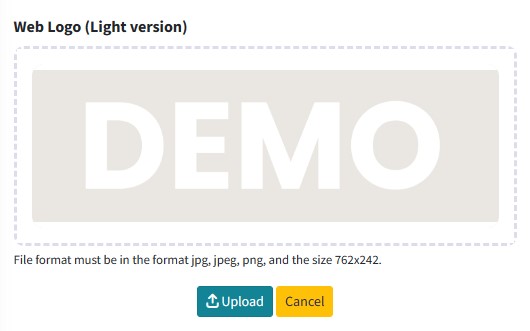 Web Logo (Light version)
DEMO
File format must be in the format jpg, jpeg, png, and the size 762x242.
Upload Cancel